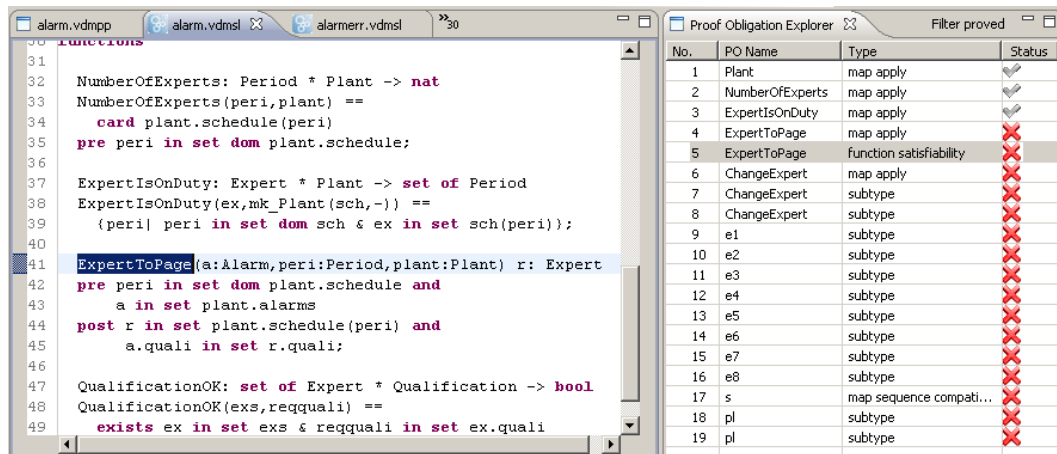 alarm.vdmpp
alarm.vdmsl
alarmerr.vdmsl
»30
30 functions
31
32 NumberOfExperts: Period * Plant -> nat
33 NumberOfExperts(peri,plant) ==
34 card plant.schedule(peri)
35 pre peri in set dom plant.schedule;
36
37 ExpertIsOnDuty: Expert * Plant -> set of Period
38 ExpertIsOnDuty(ex,mk_Plant(sch,-)) ==
39 {peri| peri in set dom sch & ex in set sch(peri)};
40
41 ExpertToPage(a:Alarm,peri:Period,plant:Plant) r: Expert
42 pre peri in set dom plant.schedule and
43 a in set plant.alarms
44 post r in set plant.schedule(peri) and
45 a.quali in set r.quali;
46
47 QualificationOK: set of Expert * Qualification -> bool
48 QualificationOK(exs,reqquali) ==
49 exists ex in set exs & reqquali in set ex.quali
Proof Obligation Explorer Filter proved
No. PO Name Type Status
1 Plant map apply
2 NumberOfExperts map apply
3 ExpertIsOnDuty map apply
4 ExpertToPage map apply
5 ExpertToPage function satisfiability
6 ChangeExpert map apply
7 ChangeExpert subtype
8 ChangeExpert subtype
9 e1 subtype
10 e2 subtype
11 e3 subtype
12 e4 subtype
13 e5 subtype
14 e6 subtype
15 e7 subtype
16 e8 subtype
17 s map sequence compati...
18 pl subtype
19 pl subtype